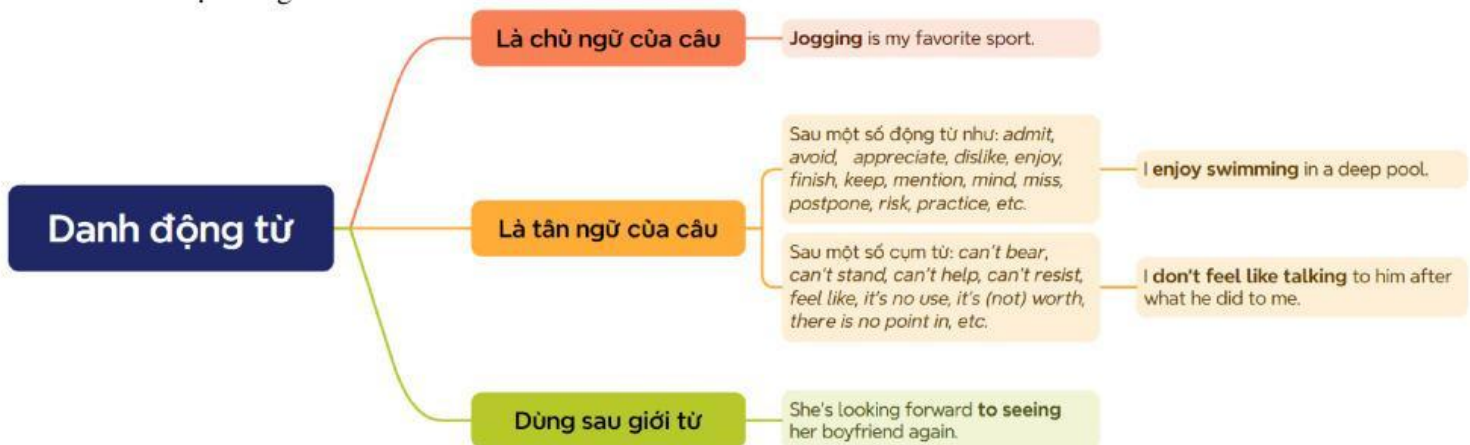 Danh động từ
Là chủ ngữ của câu
Jogging is my favorite sport.
Là tân ngữ của câu
Sau một số động từ như: admit,
avoid, appreciate, dislike, enjoy,
finish, keep, mention, mind, miss,
postpone, risk, practice, etc.
I enjoy swimming in a deep pool.
Sau một số cụm từ: can't bear,
can't stand, can't help, can't resist,
feel like, it's no use, it's (not) worth,
there is no point in, etc.
I don't feel like talking to him after
what he did to me.
Dùng sau giới từ
She's looking forward to seeing
her boyfriend again.